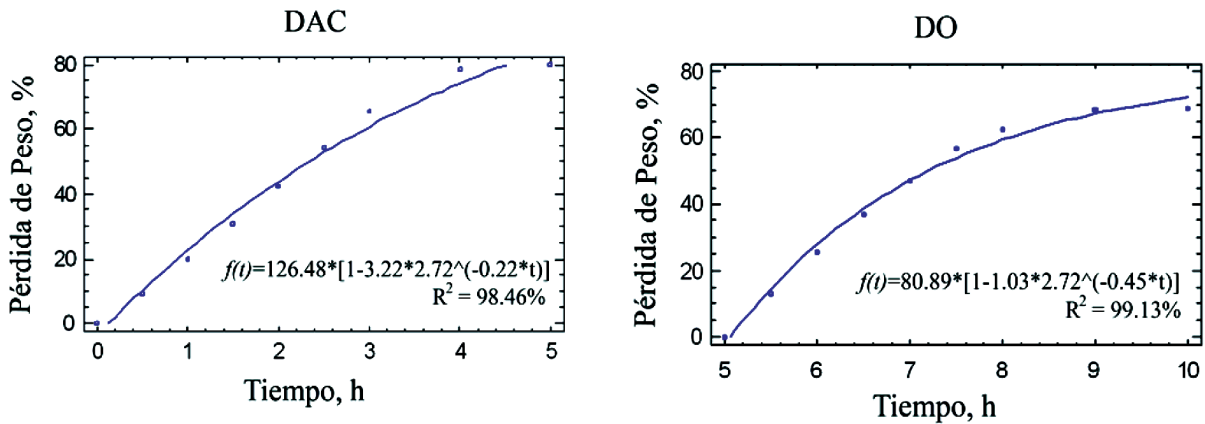 DAC
Pérdida de Peso, %
80
60
40
20
0
f(t)=126.48*[1-3.22*2.72^(-0.22*t)]
R² = 98.46%
0 1 2 3 4 5
Tiempo, h
DO
Pérdida de Peso, %
80
60
40
20
0
f(t)=80.89*[1-1.03*2.72^(-0.45*t)]
R² = 99.13%
5 6 7 8 9 10
Tiempo, h